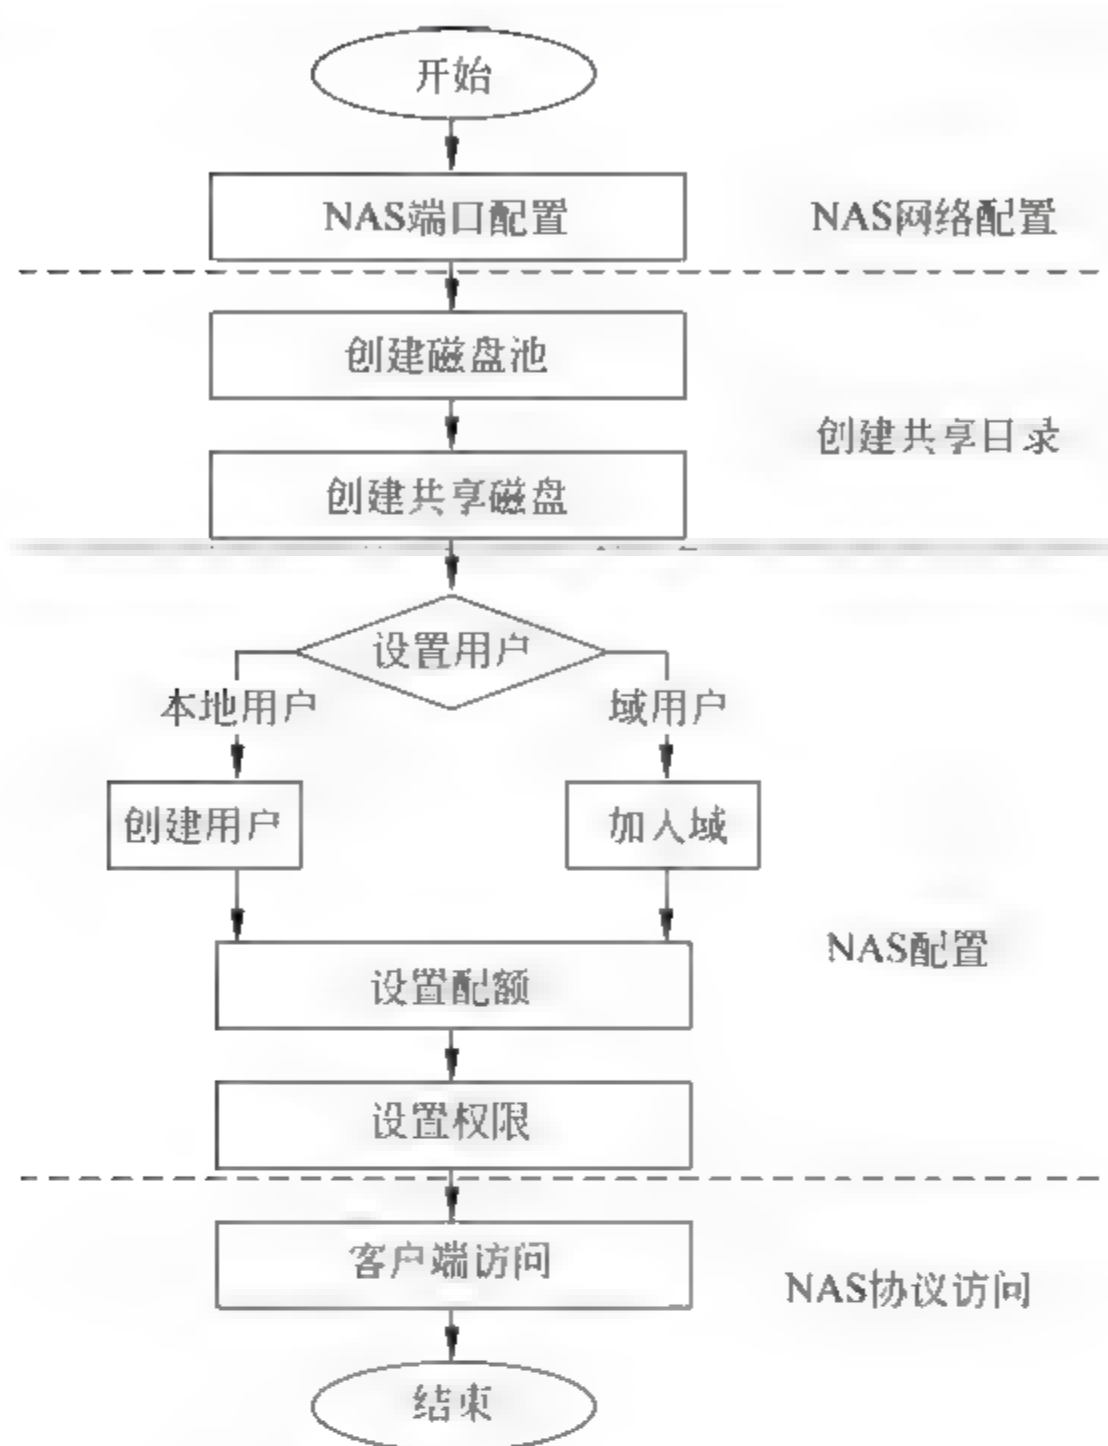 开始
NAS端口配置
NAS网络配置
创建磁盘池
创建共享目录
创建共享磁盘
设置用户
本地用户
域用户
创建用户
加入域
NAS配置
设置配额
设置权限
客户端访问
NAS协议访问
结束